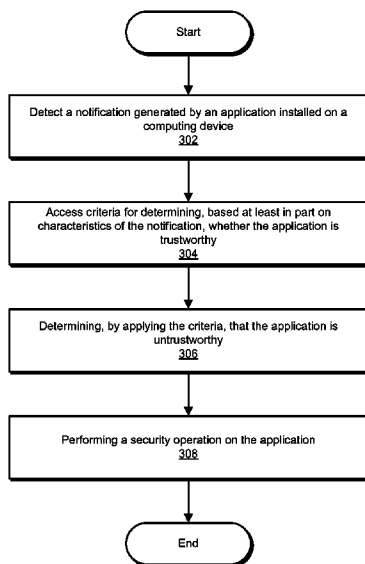 Start
Detect a notification generated by an application installed on a
computing device
302
Access criteria for determining, based at least in part on
characteristics of the notification, whether the application is
trustworthy
304
Determining, by applying the criteria, that the application is
untrustworthy
306
Performing a security operation on the application
308
End